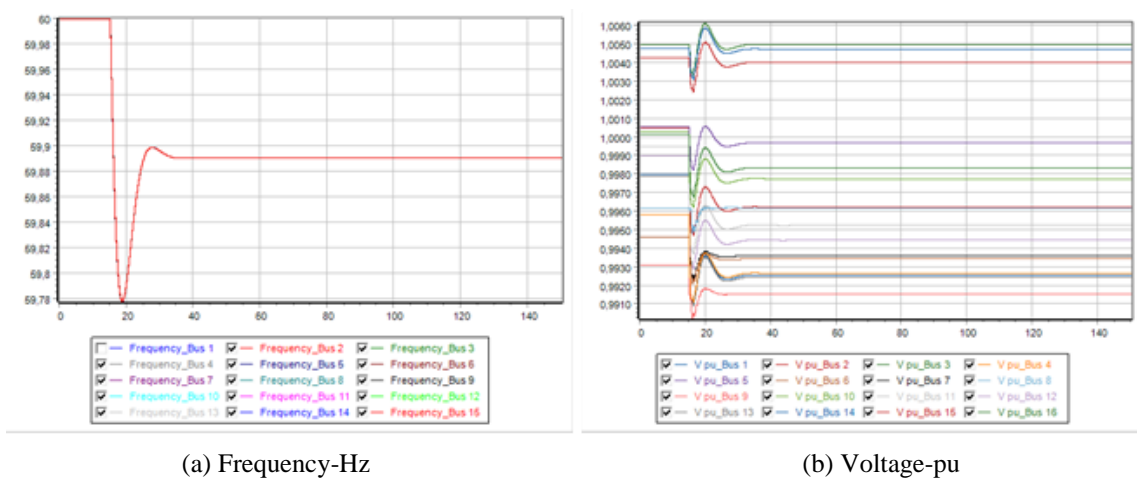 60
59,98
59,96
59,94
59,92
59,9
59,88
59,86
59,84
59,82
59,8
59,78
0 20 40 60 80 100 120 140
Frequency_Bus 1 Frequency_Bus 2 Frequency_Bus 3
Frequency_Bus 4 Frequency_Bus 5 Frequency_Bus 6
Frequency_Bus 7 Frequency_Bus 8 Frequency_Bus 9
Frequency_Bus 10 Frequency_Bus 11 Frequency_Bus 12
Frequency_Bus 13 Frequency_Bus 14 Frequency_Bus 15
(a) Frequency-Hz
1,0060
1,0050
1,0040
1,0030
1,0020
1,0010
1,0000
0,9990
0,9980
0,9970
0,9960
0,9950
0,9940
0,9930
0,9920
0,9910
0 20 40 60 80 100 120 140
V pu_Bus 1 V pu_Bus 2 V pu_Bus 3 V pu_Bus 4
V pu_Bus 5 V pu_Bus 6 V pu_Bus 7 V pu_Bus 8
V pu_Bus 9 V pu_Bus 10 V pu_Bus 11 V pu_Bus 12
V pu_Bus 13 V pu_Bus 14 V pu_Bus 15 V pu_Bus 16
(b) Voltage-pu